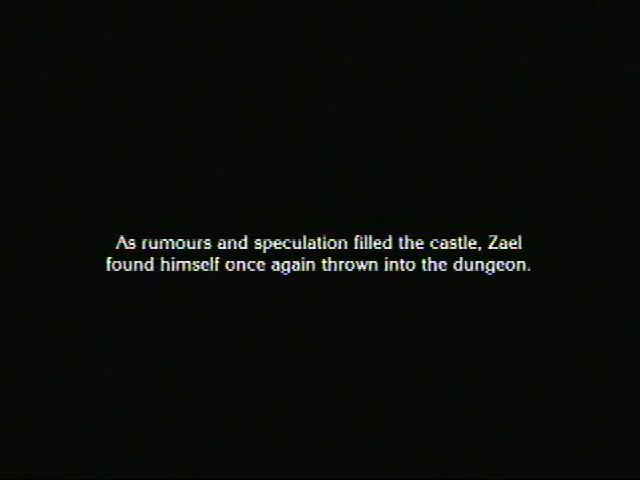 As rumours and speculation filled the castle, Zael
found himself once again thrown into the dungeon.